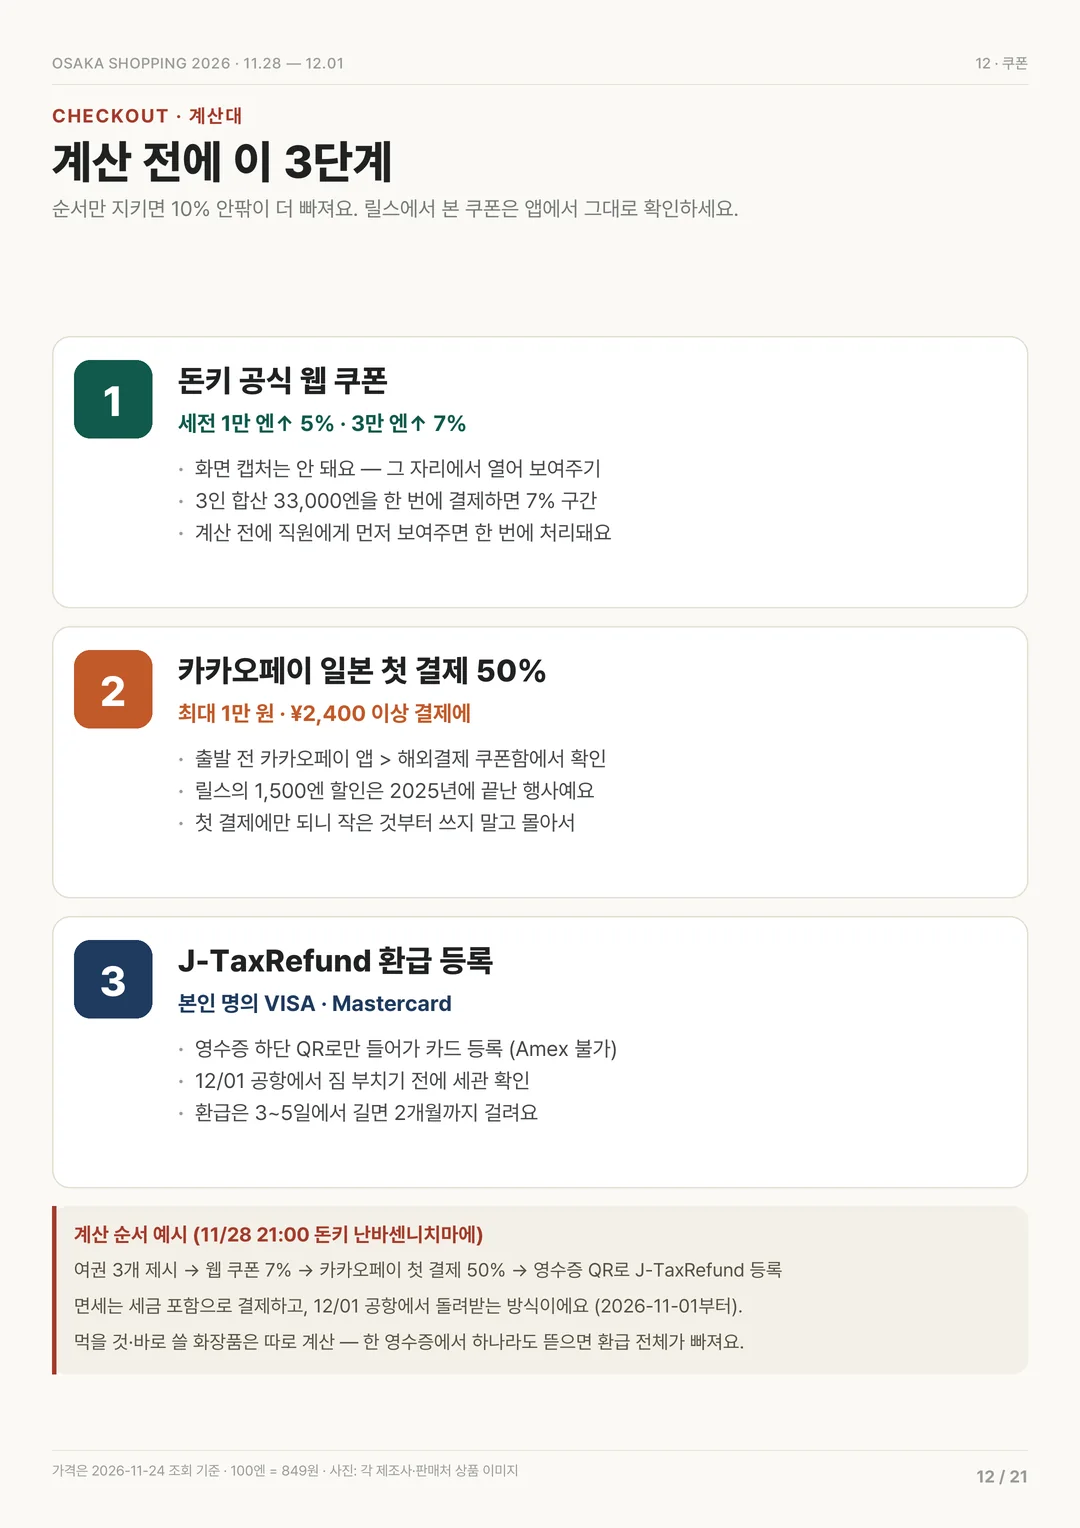 OSAKA SHOPPING 2026 · 11.28 — 12.01
12 · 쿠폰
CHECKOUT · 계산대
계산 전에 이 3단계
순서만 지키면 10% 안팎이 더 빠져요. 릴스에서 본 쿠폰은 앱에서 그대로 확인하세요.
1
돈키 공식 웹 쿠폰
세전 1만 엔↑ 5% · 3만 엔↑ 7%
· 화면 캡처는 안 돼요 — 그 자리에서 열어 보여주기
· 3인 합산 33,000엔을 한 번에 결제하면 7% 구간
· 계산 전에 직원에게 먼저 보여주면 한 번에 처리돼요
2
카카오페이 일본 첫 결제 50%
최대 1만 원 · ¥2,400 이상 결제에
· 출발 전 카카오페이 앱 > 해외결제 쿠폰함에서 확인
· 릴스의 1,500엔 할인은 2025년에 끝난 행사예요
· 첫 결제에만 되니 작은 것부터 쓰지 말고 몰아서
3
J-TaxRefund 환급 등록
본인 명의 VISA · Mastercard
· 영수증 하단 QR로만 들어가 카드 등록 (Amex 불가)
· 12/01 공항에서 짐 부치기 전에 세관 확인
· 환급은 3~5일에서 길면 2개월까지 걸려요
계산 순서 예시 (11/28 21:00 돈키 난바센니치마에)
여권 3개 제시 → 웹 쿠폰 7% → 카카오페이 첫 결제 50% → 영수증 QR로 J-TaxRefund 등록
면세는 세금 포함으로 결제하고, 12/01 공항에서 돌려받는 방식이에요 (2026-11-01부터).
먹을 것·바로 쓸 화장품은 따로 계산 — 한 영수증에서 하나라도 뜯으면 환급 전체가 빠져요.
가격은 2026-11-24 조회 기준 · 100엔 = 849원 · 사진: 각 제조사·판매처 상품 이미지
12 / 21